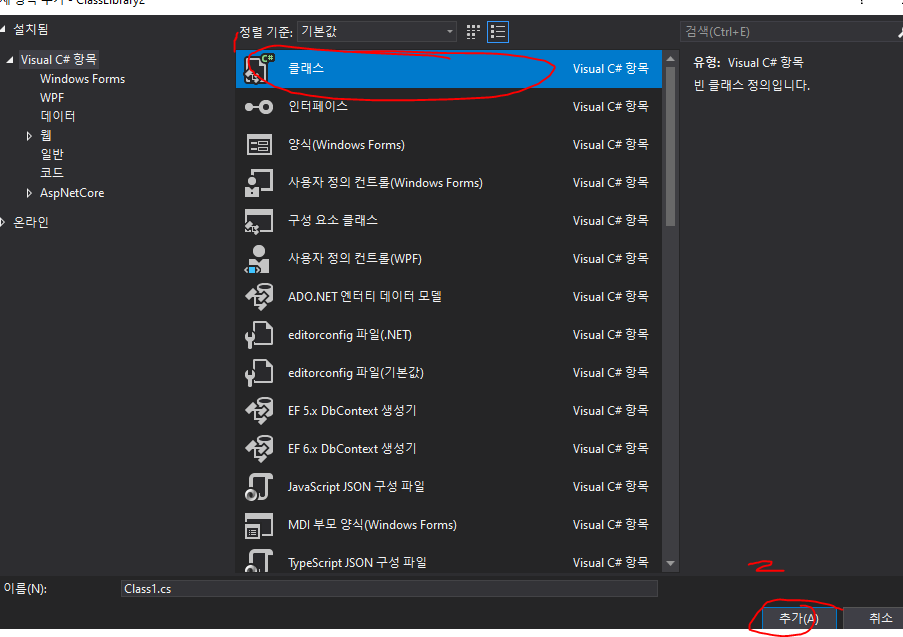 새 항목 추가 - ClassLibrary2
설치됨
정렬 기준: 기본값
검색(Ctrl+E)
Visual C# 항목
Windows Forms
WPF
데이터
웹
일반
코드
AspNetCore
온라인
클래스 Visual C# 항목
인터페이스 Visual C# 항목
양식(Windows Forms) Visual C# 항목
사용자 정의 컨트롤(Windows Forms) Visual C# 항목
구성 요소 클래스 Visual C# 항목
사용자 정의 컨트롤(WPF) Visual C# 항목
ADO.NET 엔터티 데이터 모델 Visual C# 항목
editorconfig 파일(.NET) Visual C# 항목
editorconfig 파일(기본값) Visual C# 항목
EF 5.x DbContext 생성기 Visual C# 항목
EF 6.x DbContext 생성기 Visual C# 항목
JavaScript JSON 구성 파일 Visual C# 항목
MDI 부모 양식(Windows Forms) Visual C# 항목
TypeScript JSON 구성 파일 Visual C# 항목
유형: Visual C# 항목
빈 클래스 정의입니다.
이름(N): Class1.cs
2
추가(A) 취소